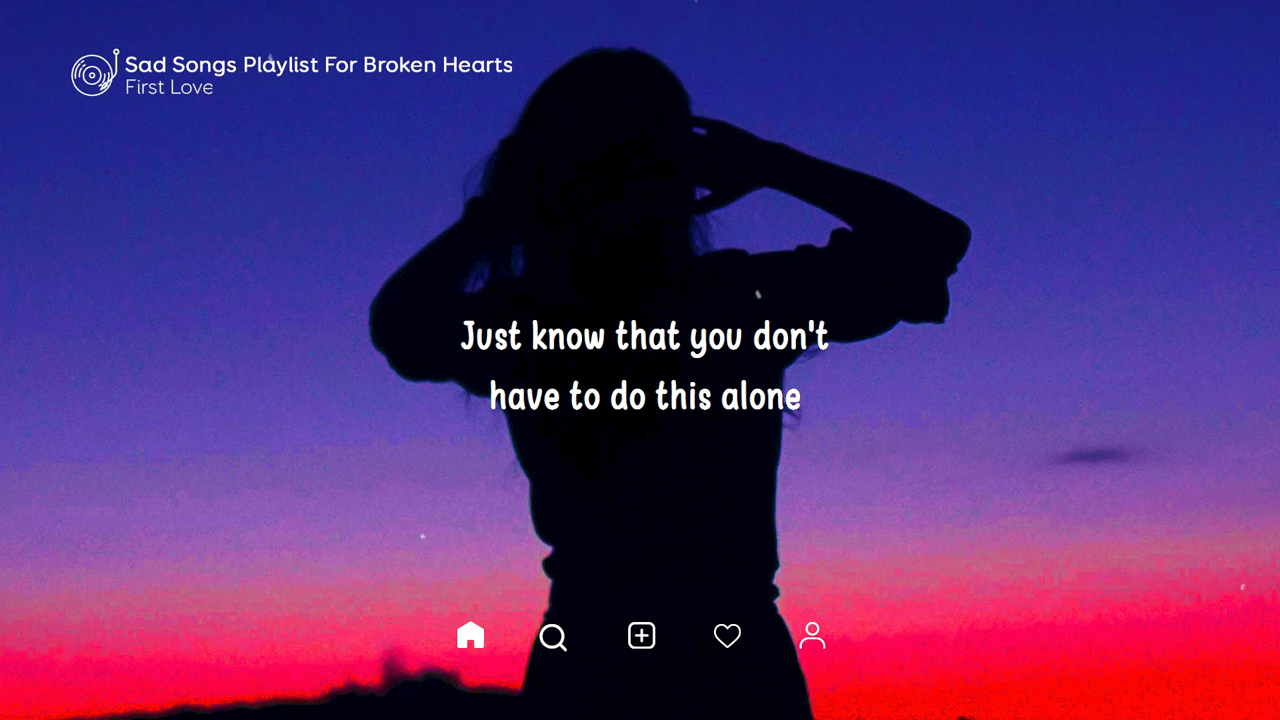 Sad Songs Playlist For Broken Hearts
First Love
Just know that you don't
have to do this alone